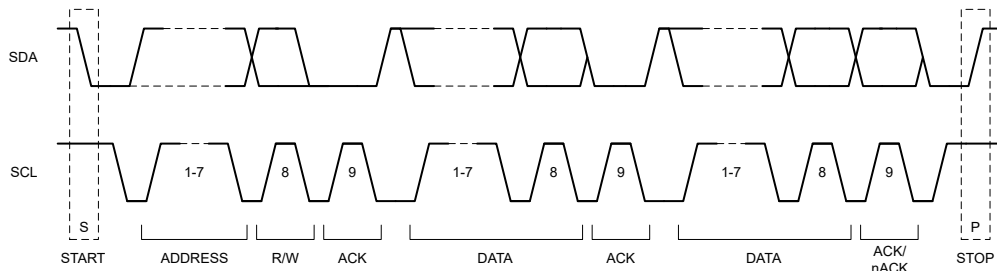 SDA
SCL
1-7
8
9
1-7
8
9
1-7
8
9
S
P
START
ADDRESS
R/W
ACK
DATA
ACK
DATA
ACK/
nACK
STOP